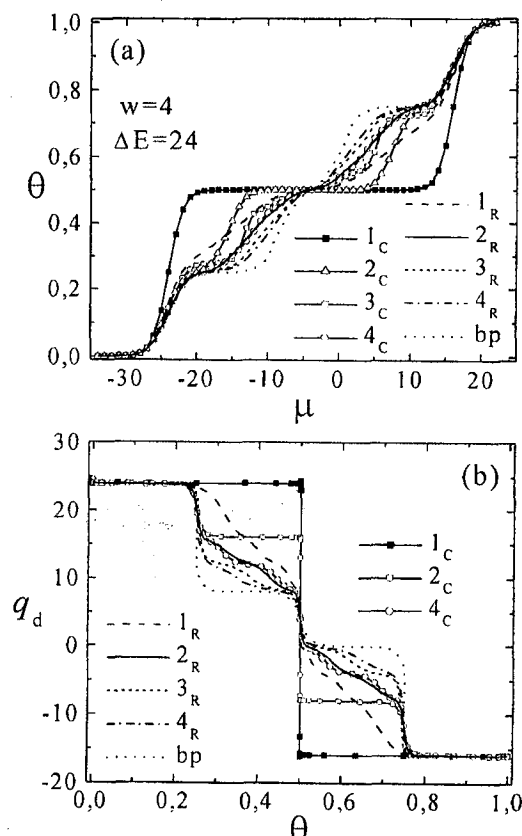 (a)
w=4
ΔE=24
θ
1,0
0,8
0,6
0,4
0,2
0,0
-30 -20 -10 0 10 20
μ
1C
2C
3C
4C
1R
2R
3R
4R
bp
(b)
qd
30
20
10
0
-10
-20
0,0 0,2 0,4 0,6 0,8 1,0
θ
1C
2C
4C
1R
2R
3R
4R
bp